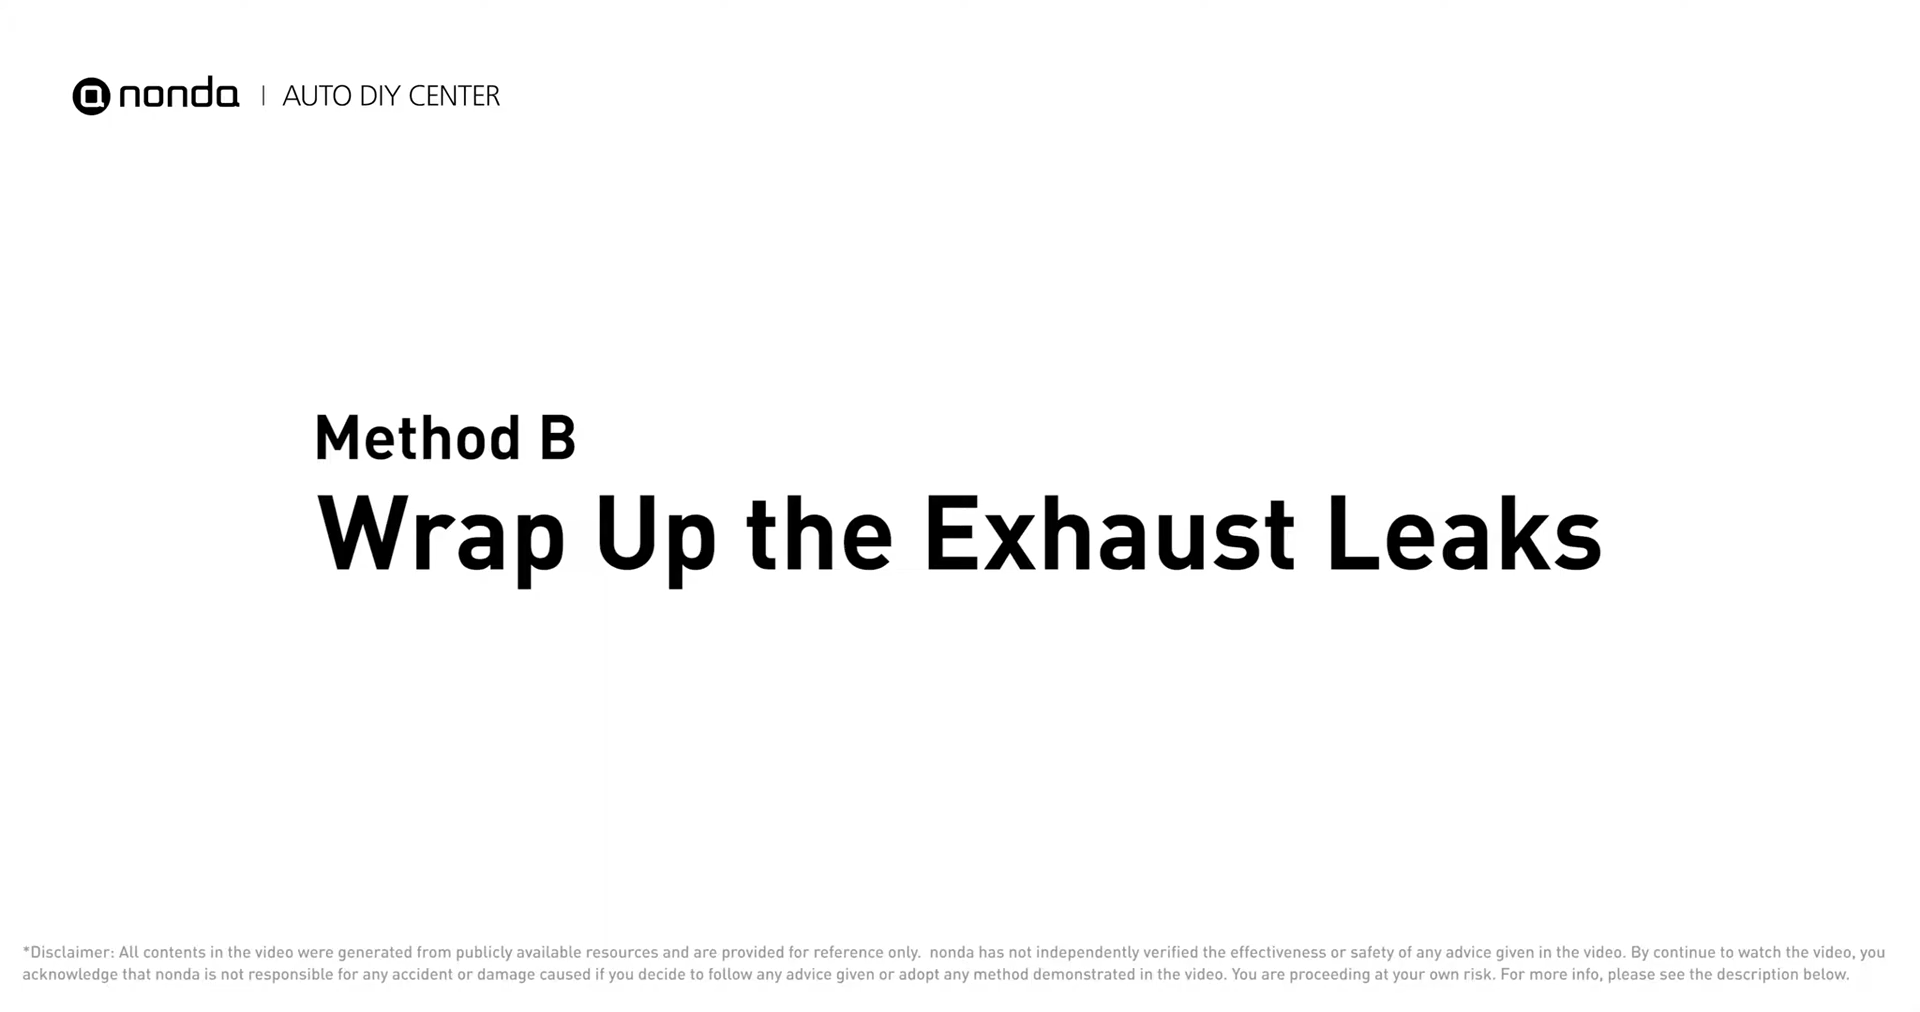 nonda | AUTO DIY CENTER
Method B
Wrap Up the Exhaust Leaks
*Disclaimer: All contents in the video were generated from publicly available resources and are provided for reference only. nonda has not independently verified the effectiveness or safety of any advice given in the video. By continue to watch the video, you
acknowledge that nonda is not responsible for any accident or damage caused if you decide to follow any advice given or adopt any method demonstrated in the video. You are proceeding at your own risk. For more info, please see the description below.